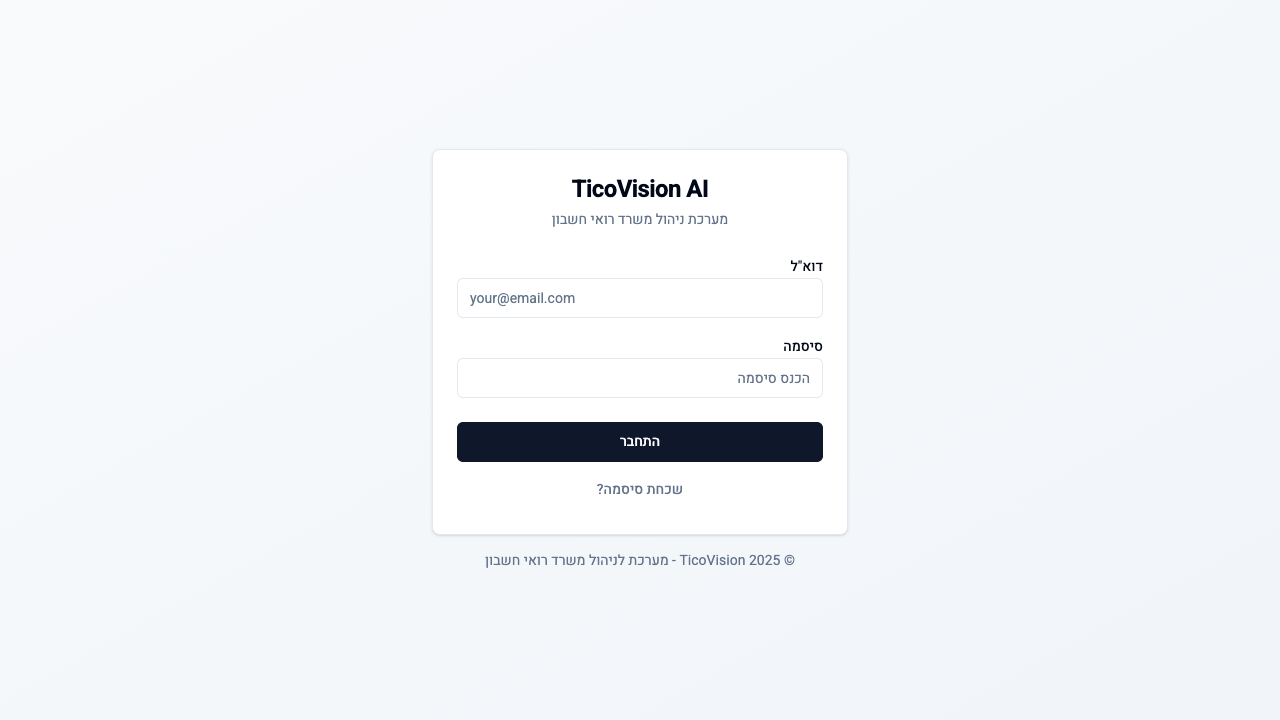 TicoVision AI
מערכת ניהול משרד רואי חשבון
דוא"ל
your@email.com
סיסמה
הכנס סיסמה
התחבר
שכחת סיסמה?
© 2025 TicoVision - מערכת לניהול משרד רואי חשבון